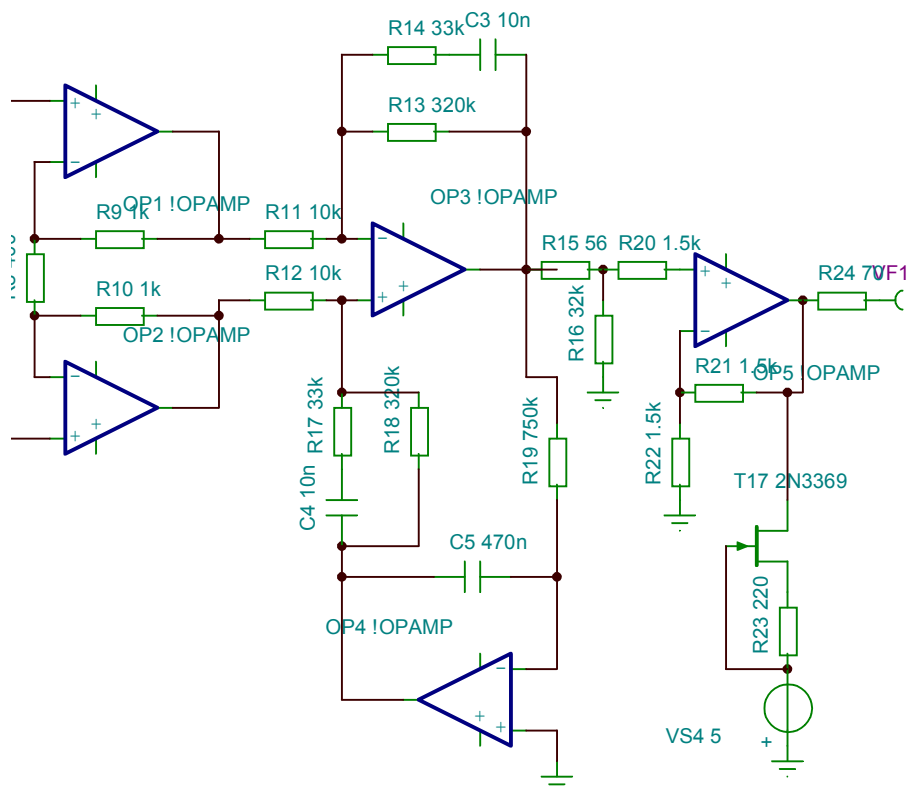 R14 33k
C3 10n
R13 320k
OP1 !OPAMP
OP3 !OPAMP
R9 1k
R11 10k
R15 56
R20 1.5k
R24 70
VF1
R10 1k
R12 10k
OP2 !OPAMP
R16 32k
R21 1.5k
OP5 !OPAMP
R17 33k
R18 320k
R19 750k
R22 1.5k
T17 2N3369
C4 10n
C5 470n
OP4 !OPAMP
R23 220
VS4 5